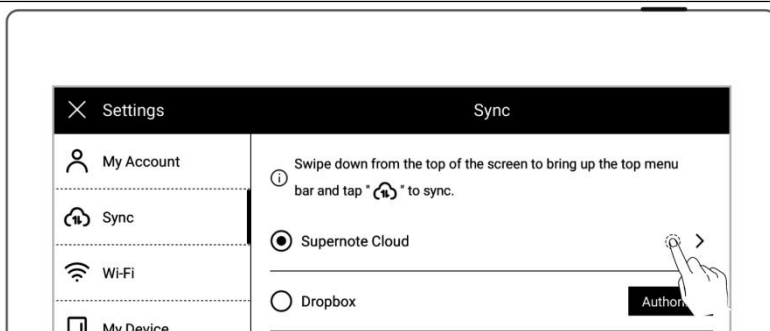 Settings
Sync
My Account
Swipe down from the top of the screen to bring up the top menu
bar and tap " " to sync.
Sync
Supernote Cloud
Wi-Fi
Dropbox
My Device